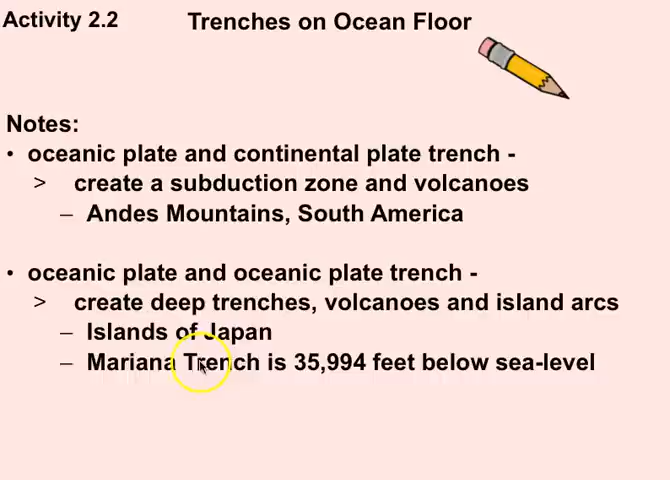 Activity 2.2
Trenches on Ocean Floor
Notes:
• oceanic plate and continental plate trench -
> create a subduction zone and volcanoes
– Andes Mountains, South America
• oceanic plate and oceanic plate trench -
> create deep trenches, volcanoes and island arcs
– Islands of Japan
– Mariana Trench is 35,994 feet below sea-level